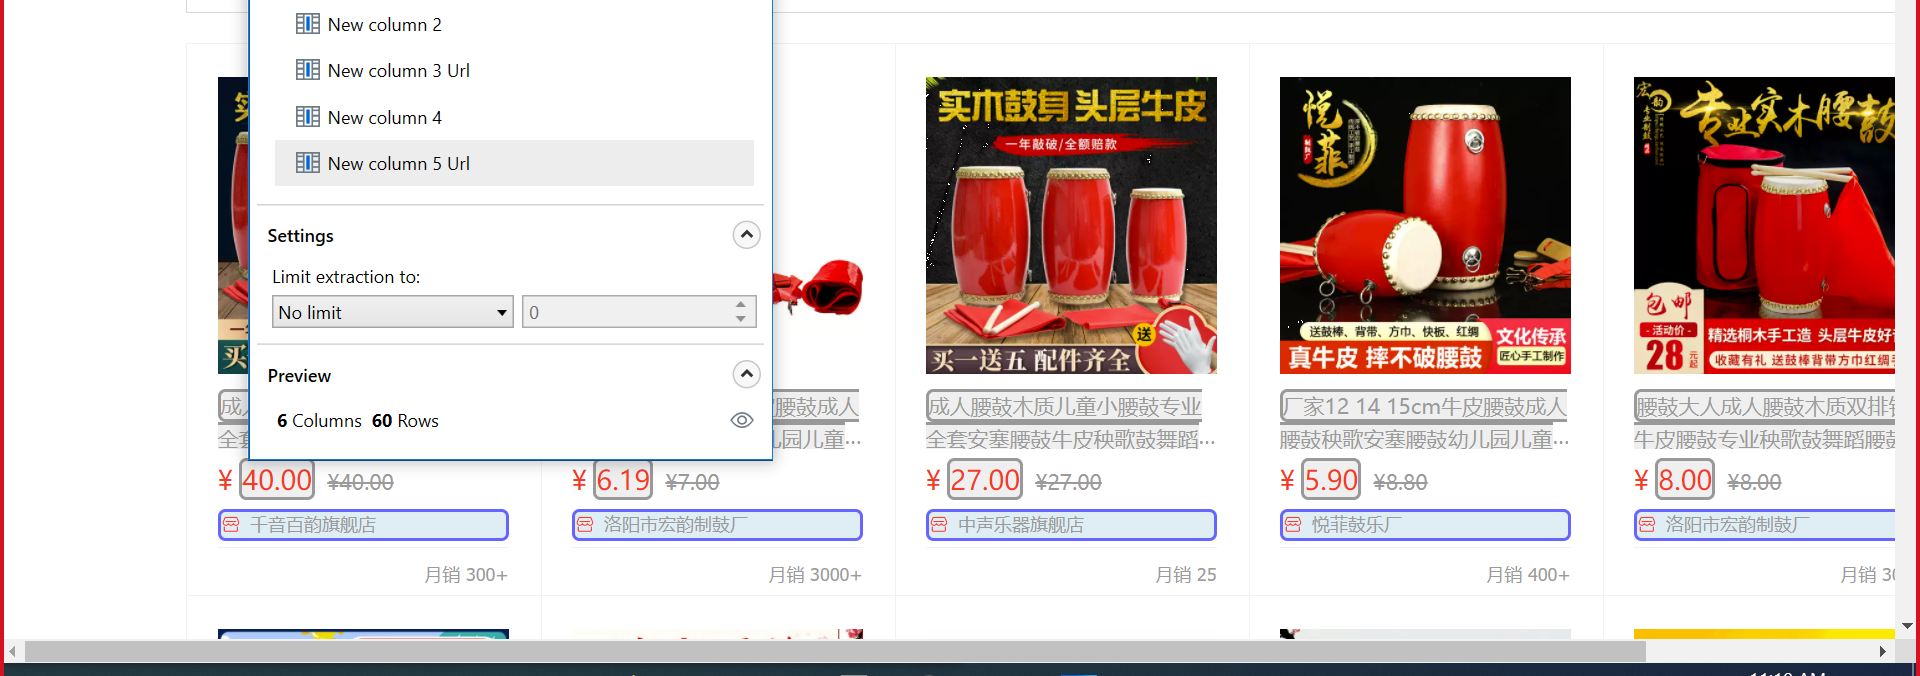 New column 2
New column 3 Url
New column 4
New column 5 Url
Settings
Limit extraction to:
No limit
0
Preview
6 Columns 60 Rows
实木鼓身 头层牛皮
一年敲破/全额赔款
送
买一送五 配件齐全
悦菲
送鼓棒、背带、方巾、快板、红绸
真牛皮 摔不破腰鼓
文化传承
匠心手工制作
宏韵
专业实木腰鼓
包邮
活动价
28元起
精选桐木手工造 头层牛皮好
收藏有礼 送鼓棒背带方巾红绸
成
全套
¥ 40.00 ¥40.00
千音百韵旗舰店
月销 300+
腰鼓成人
儿园儿童...
¥ 6.19 ¥7.00
洛阳市宏韵制鼓厂
月销 3000+
成人腰鼓木质儿童小腰鼓专业
全套安塞腰鼓牛皮秧歌鼓舞蹈...
¥ 27.00 ¥27.00
中声乐器旗舰店
月销 25
厂家12 14 15cm牛皮腰鼓成人
腰鼓秧歌安塞腰鼓幼儿园儿童...
¥ 5.90 ¥8.80
悦菲鼓乐厂
月销 400+
腰鼓大人成人腰鼓木质双排
牛皮腰鼓专业秧歌鼓舞蹈腰鼓
¥ 8.00 ¥8.00
洛阳市宏韵制鼓厂
月销 30